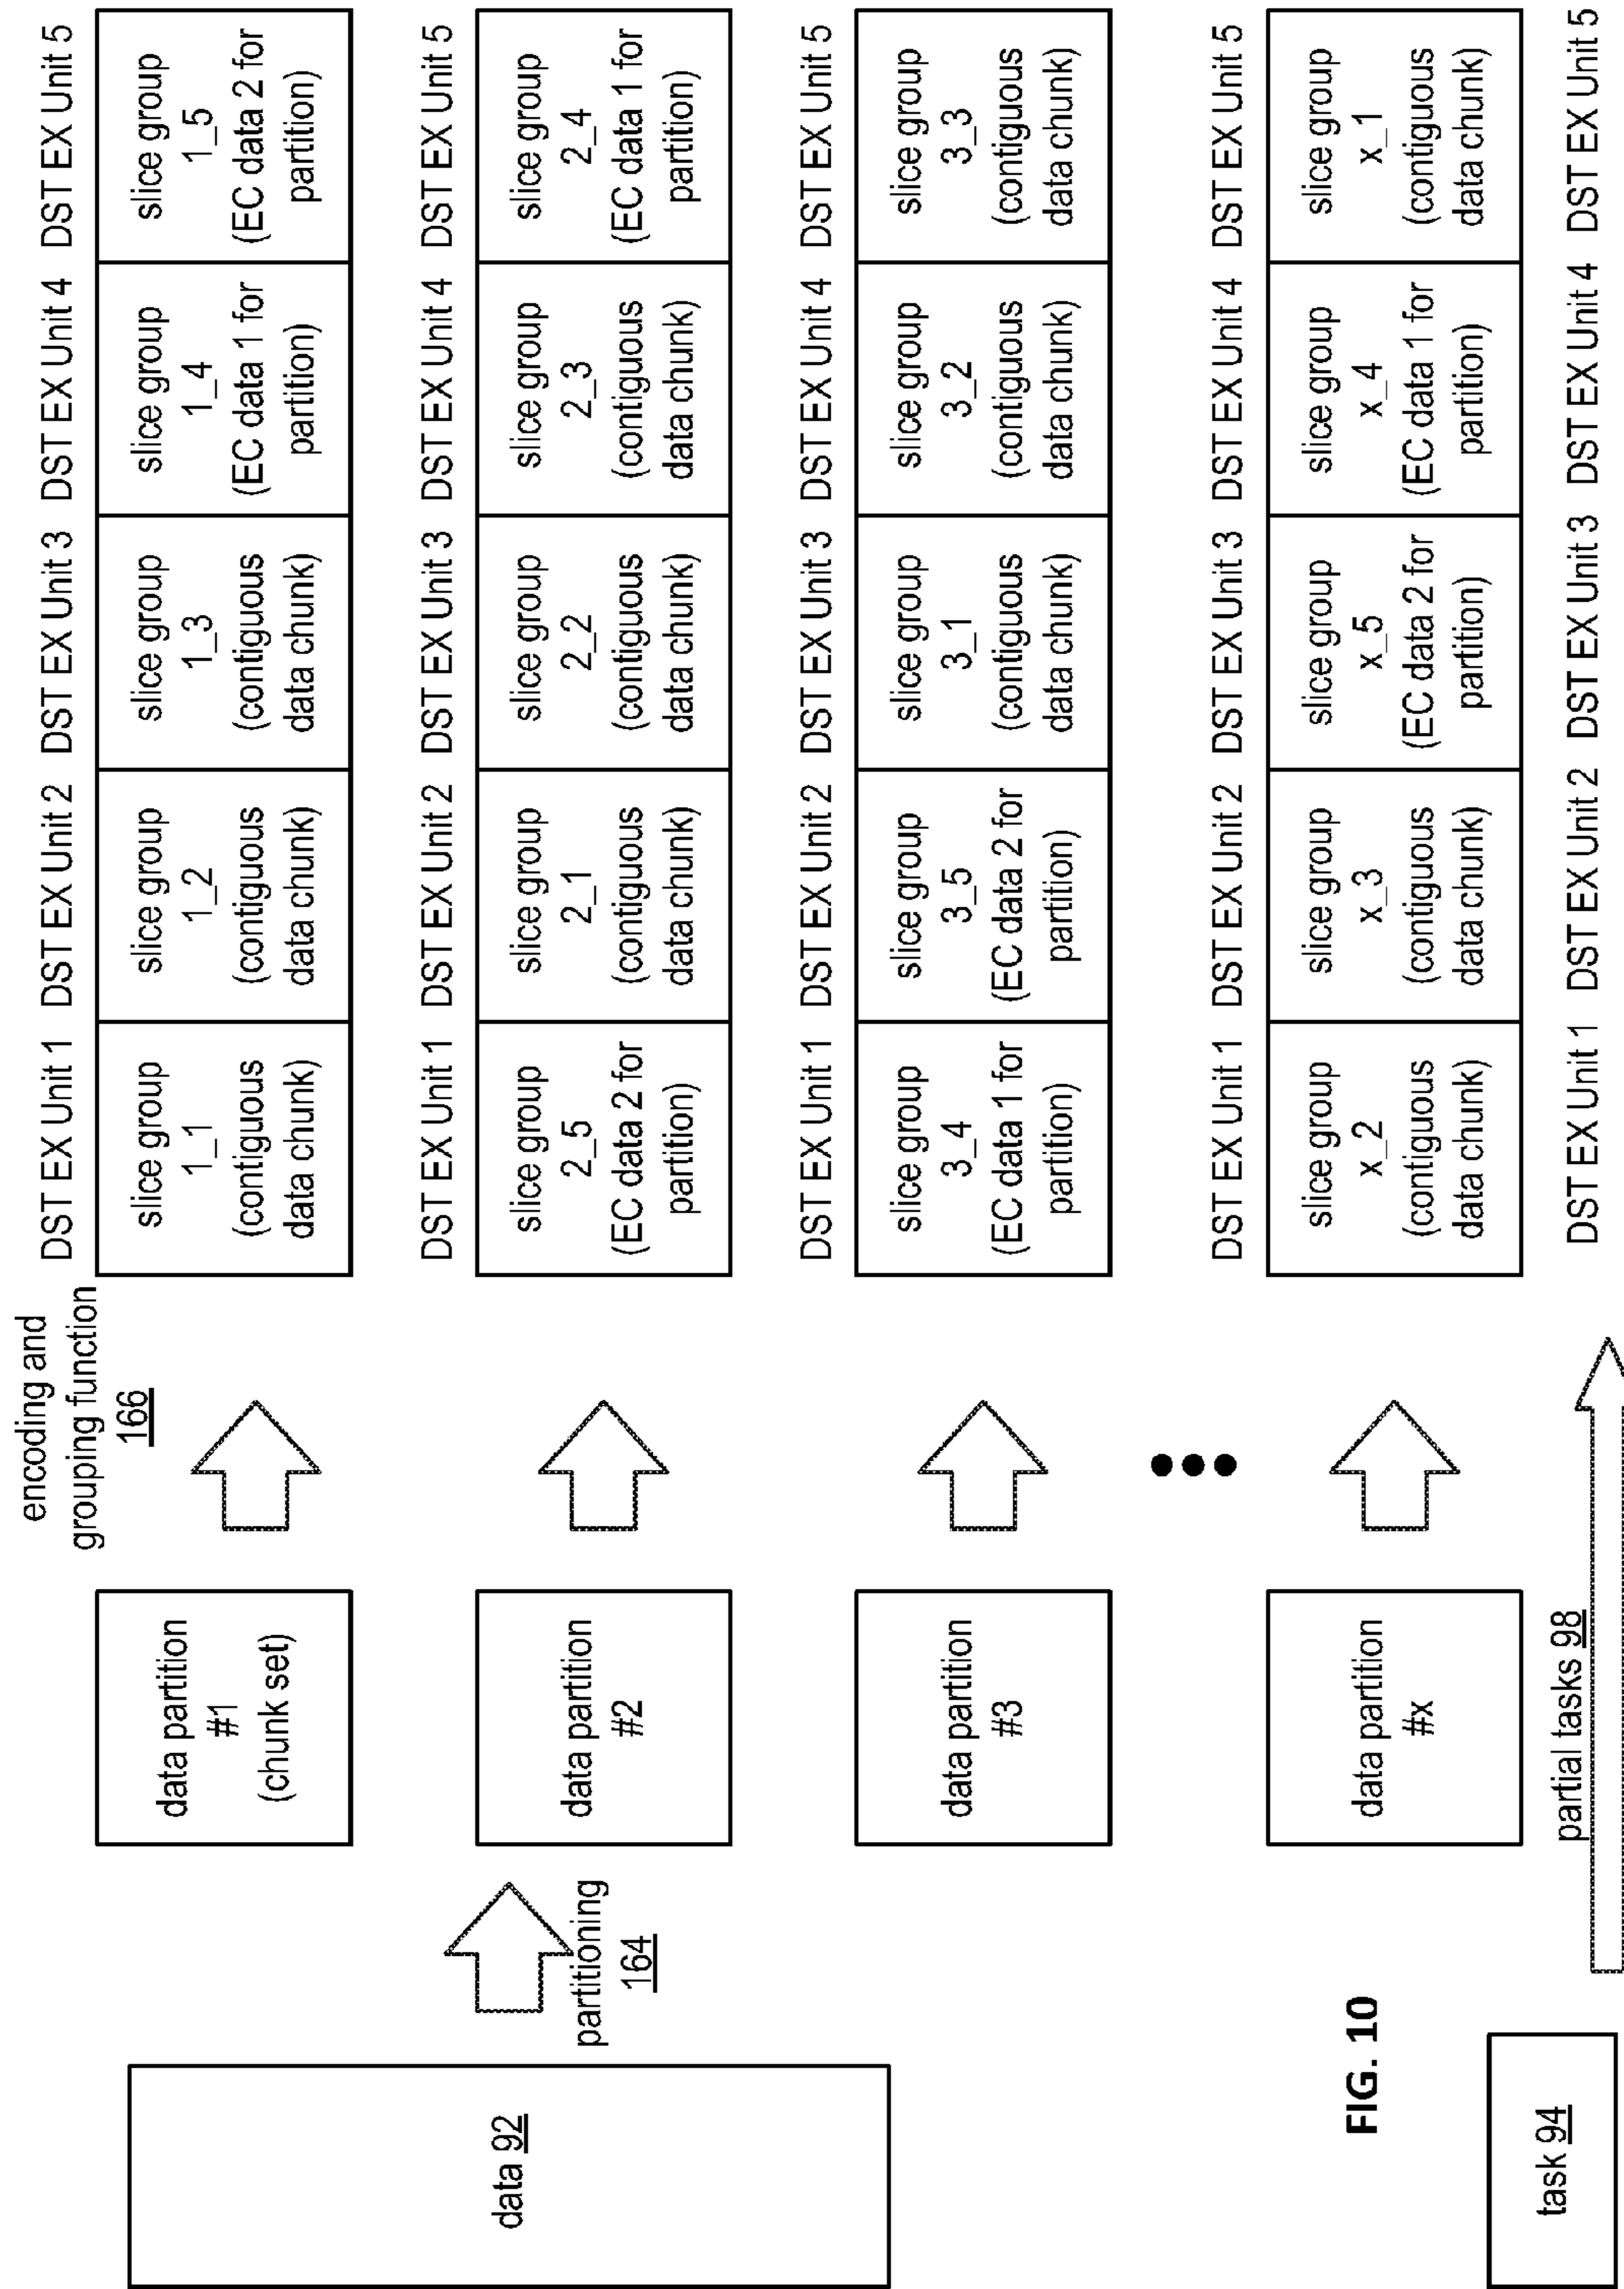 encoding and
grouping function
166
DST EX Unit 1 DST EX Unit 2 DST EX Unit 3 DST EX Unit 4 DST EX Unit 5
data partition
#1
(chunk set)
slice group
1_1
(contiguous
data chunk)
slice group
1_2
(contiguous
data chunk)
slice group
1_3
(contiguous
data chunk)
slice group
1_4
(EC data 1 for
partition)
slice group
1_5
(EC data 2 for
partition)
data 92
partitioning
164
DST EX Unit 1 DST EX Unit 2 DST EX Unit 3 DST EX Unit 4 DST EX Unit 5
data partition
#2
slice group
2_5
(EC data 2 for
partition)
slice group
2_1
(contiguous
data chunk)
slice group
2_2
(contiguous
data chunk)
slice group
2_3
(contiguous
data chunk)
slice group
2_4
(EC data 1 for
partition)
DST EX Unit 1 DST EX Unit 2 DST EX Unit 3 DST EX Unit 4 DST EX Unit 5
data partition
#3
slice group
3_4
(EC data 1 for
partition)
slice group
3_5
(EC data 2 for
partition)
slice group
3_1
(contiguous
data chunk)
slice group
3_2
(contiguous
data chunk)
slice group
3_3
(contiguous
data chunk)
DST EX Unit 1 DST EX Unit 2 DST EX Unit 3 DST EX Unit 4 DST EX Unit 5
data partition
#x
slice group
x_2
(contiguous
data chunk)
slice group
x_3
(contiguous
data chunk)
slice group
x_5
(EC data 2 for
partition)
slice group
x_4
(EC data 1 for
partition)
slice group
x_1
(contiguous
data chunk)
FIG. 10
task 94
partial tasks 98
DST EX Unit 1 DST EX Unit 2 DST EX Unit 3 DST EX Unit 4 DST EX Unit 5